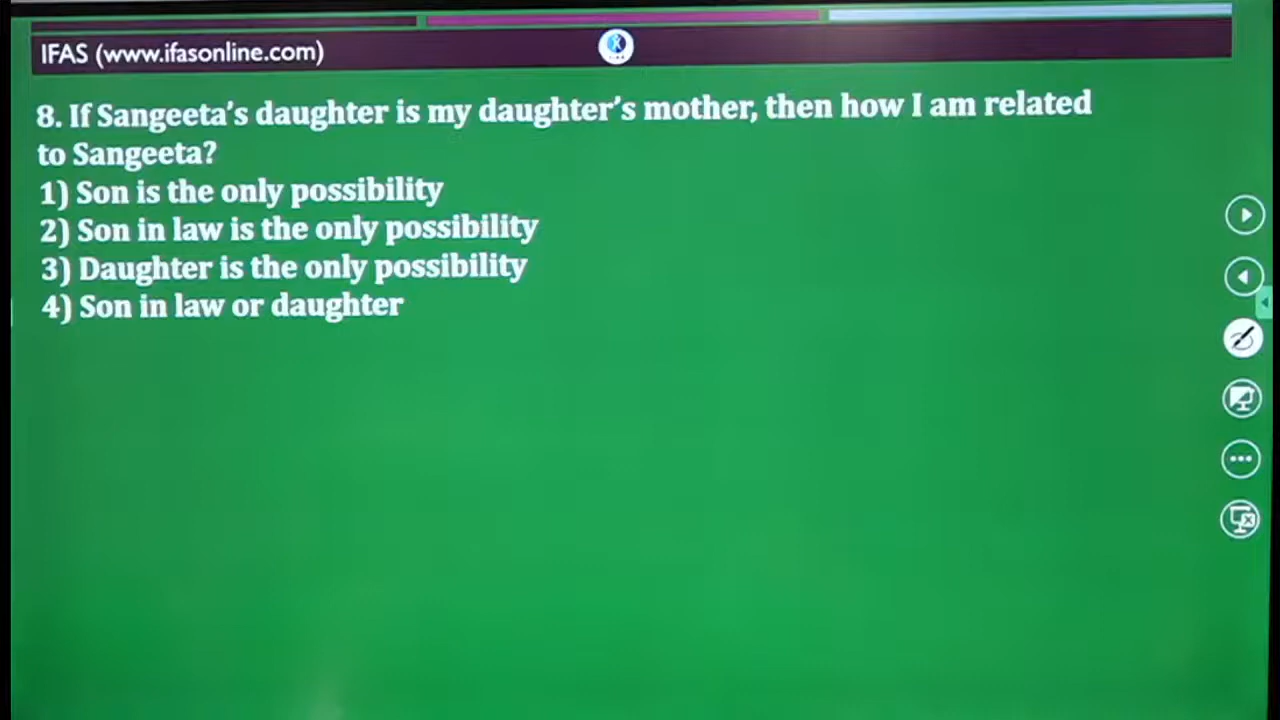 IFAS (www.ifasonline.com)
8. If Sangeeta's daughter is my daughter's mother, then how I am related
to Sangeeta?
1) Son is the only possibility
2) Son in law is the only possibility
3) Daughter is the only possibility
4) Son in law or daughter